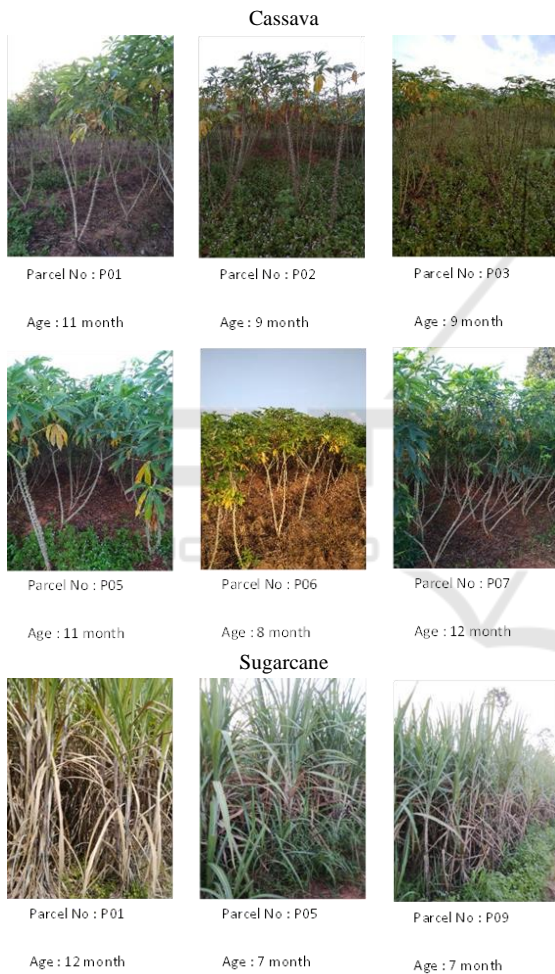 Cassava
Parcel No : P01
Parcel No : P02
Parcel No : P03
Age : 11 month
Age : 9 month
Age : 9 month
Parcel No : P05
Parcel No : P06
Parcel No : P07
Age : 11 month
Age : 8 month
Age : 12 month
Sugarcane
Parcel No : P01
Parcel No : P05
Parcel No : P09
Age : 12 month
Age : 7 month
Age : 7 month